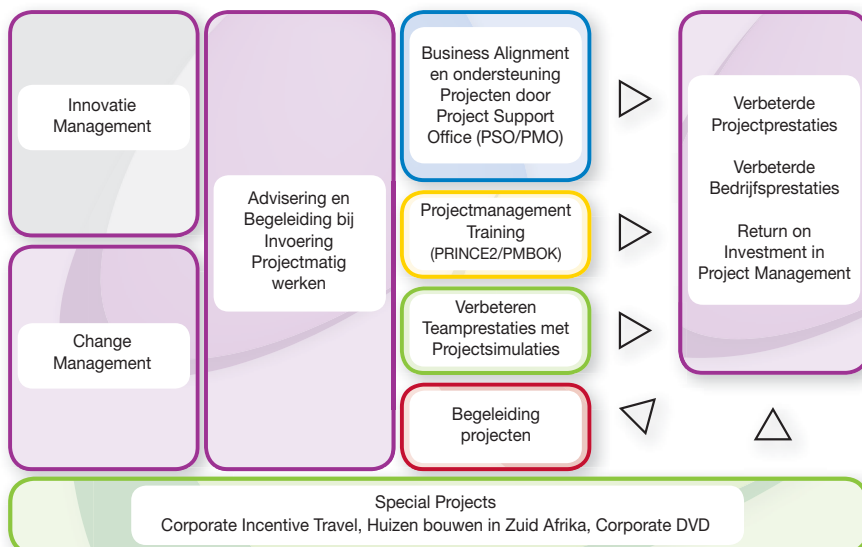 Innovatie
Management
Change
Management
Advisering en
Begeleiding bij
Invoering
Projectmatig
werken
Business Alignment
en ondersteuning
Projecten door
Project Support
Office (PSO/PMO)
Projectmanagement
Training
(PRINCE2/PMBOK)
Verbeteren
Teamprestaties met
Projectsimulaties
Begeleiding
projecten
Verbeterde
Projectprestaties
Verbeterde
Bedrijfsprestaties
Return on
Investment in
Project Management
Special Projects
Corporate Incentive Travel, Huizen bouwen in Zuid Afrika, Corporate DVD